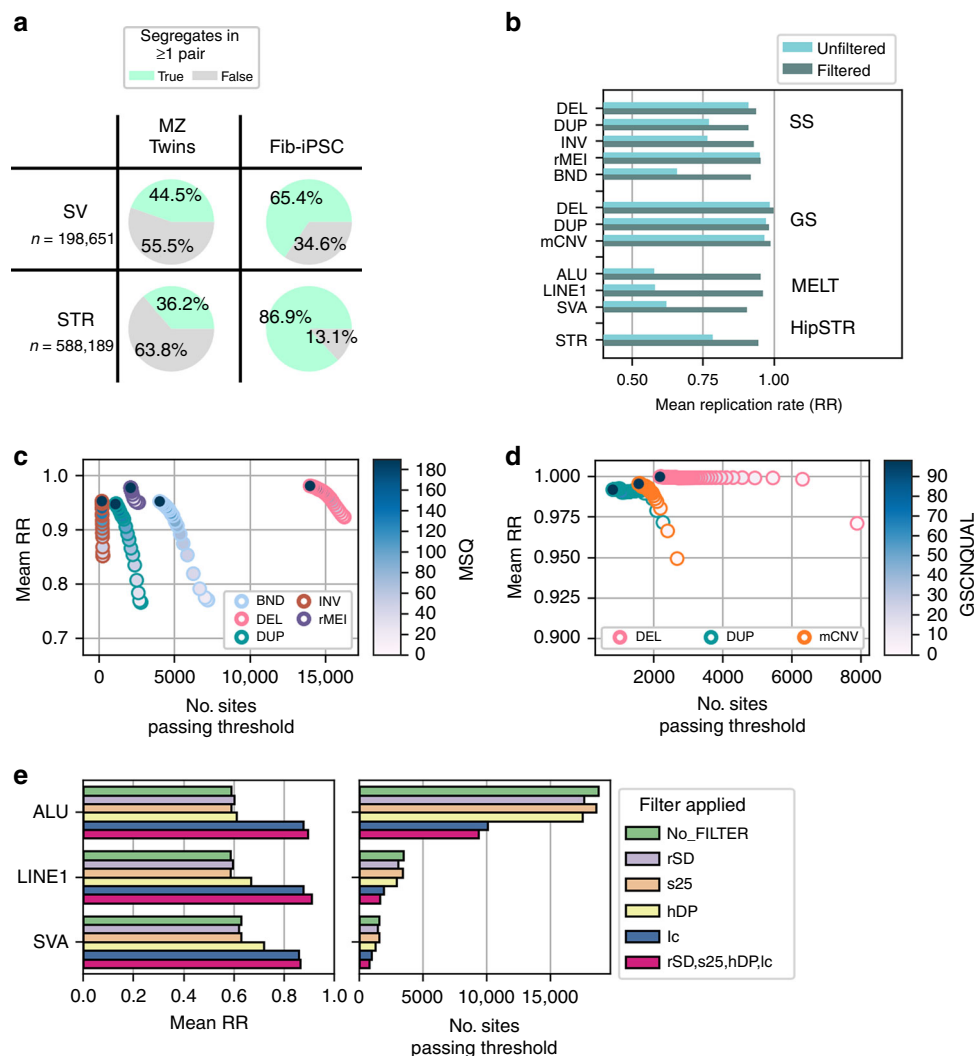 a
Segregates in
≥1 pair
True False
MZ
Twins
Fib-iPSC
SV
n = 198,651
44.5%
55.5%
65.4%
34.6%
STR
n = 588,189
36.2%
63.8%
86.9%
13.1%
b
Unfiltered
Filtered
DEL
DUP
INV
rMEI
BND
SS
DEL
DUP
mCNV
GS
ALU
LINE1
SVA
MELT
HipSTR
STR
0.50 0.75 1.00
Mean replication rate (RR)
c
1.0
0.9
0.8
0.7
Meam RR
BND INV
DEL rMEI
DUP
0 5000 10,000 15,000
No. sites
passing threshold
180
160
140
120
100
80
60
40
20
0
MSQ
d
1.000
0.975
0.950
0.925
0.900
Meam RR
DEL DUP mCNV
2000 4000 6000 8000
No. sites
passing threshold
90
80
70
60
50
40
30
20
10
0
GSCNQUAL
e
ALU
LINE1
SVA
0.0 0.2 0.4 0.6 0.8 1.0
Mean RR
0 5000 10,000 15,000
No. sites
passing threshold
Filter applied
No_FILTER
rSD
s25
hDP
lc
rSD,s25,hDP,lc